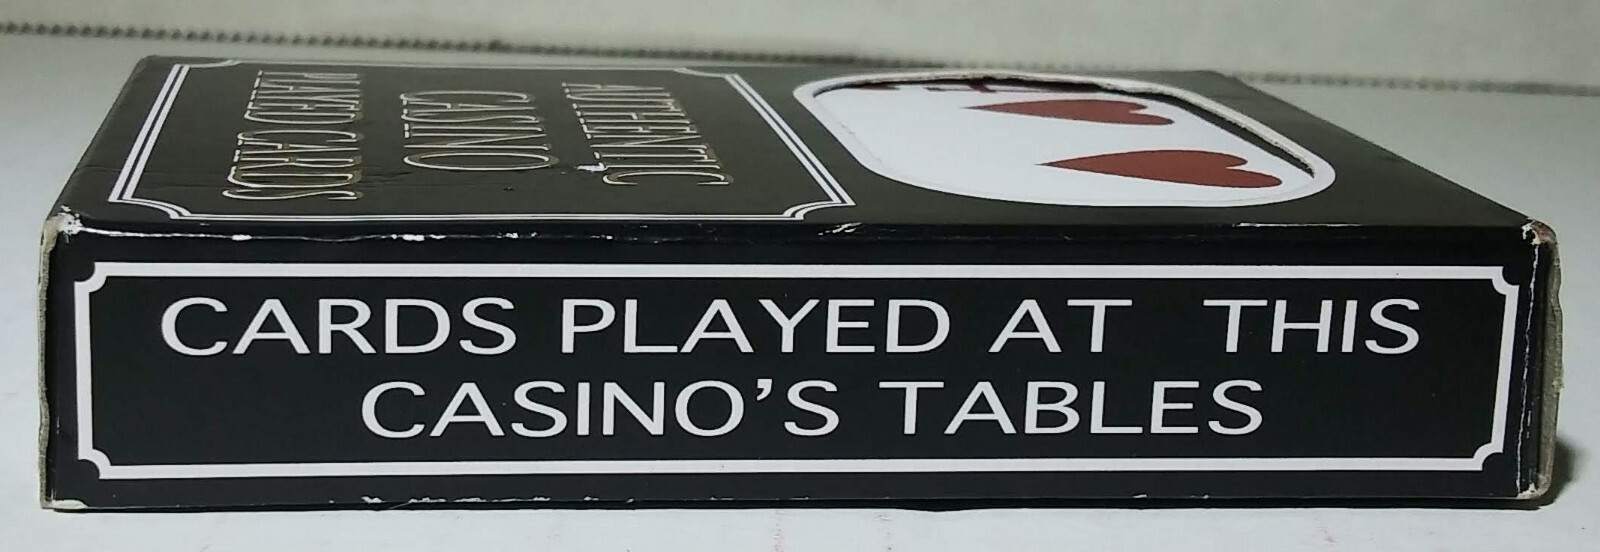 AUTHENTIC
CASINO
PLAYED CARDS
CARDS PLAYED AT THIS
CASINO'S TABLES